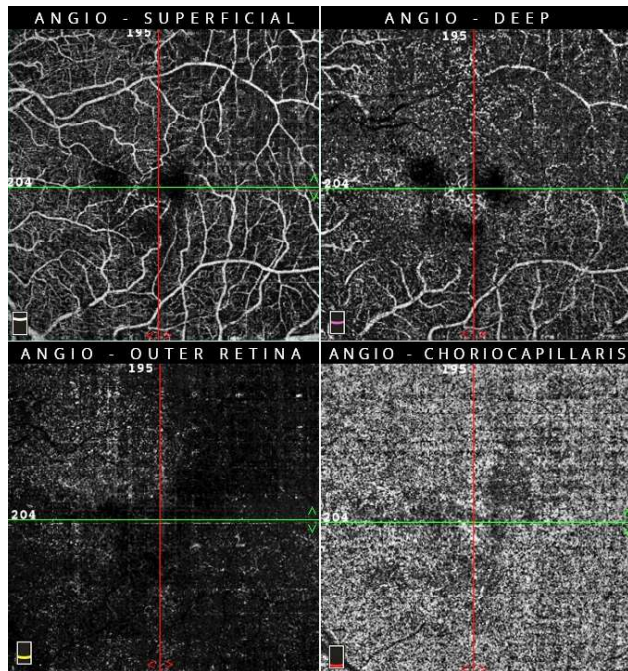 ANGIO - SUPERFICIAL
195
204
ANGIO - DEEP
195
204
ANGIO - OUTER RETINA
195
204
ANGIO - CHORIOCAPILLARIS
195
204